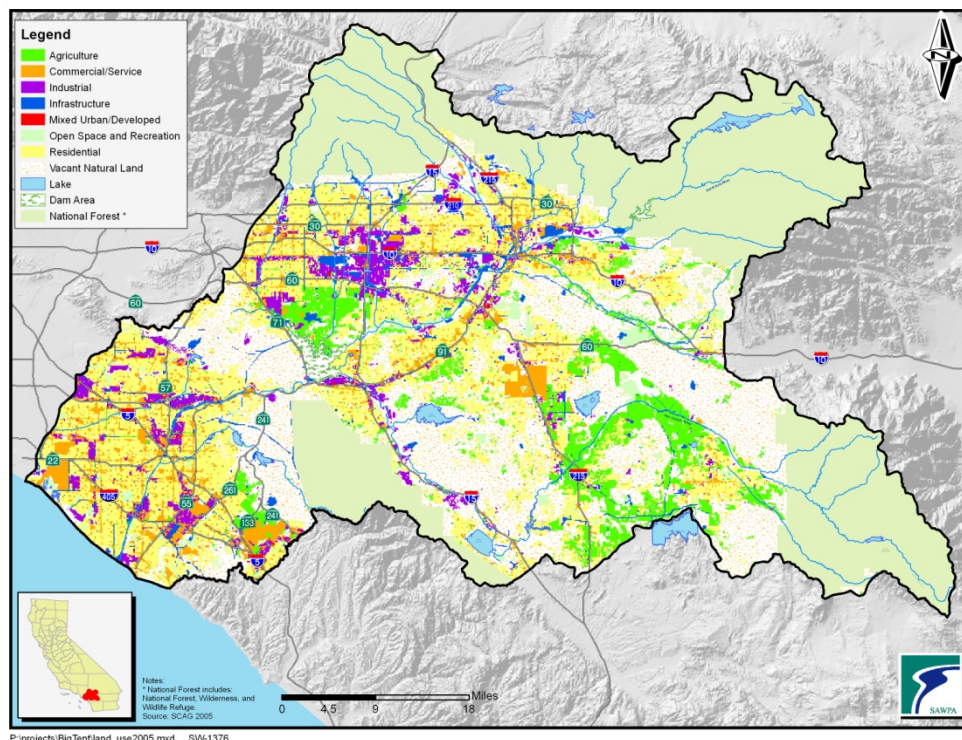 Legend
Agriculture
Commercial/Service
Industrial
Infrastructure
Mixed Urban/Developed
Open Space and Recreation
Residential
Vacant Natural Land
Lake
Dam Area
National Forest *
N
15
215
210
30
30
10
10
60
10
60
71
91
60
10
57
5
241
22
405
55
261
133
241
5
215
15
Notes:
* National Forest includes:
National Forest, Wilderness, and
Wildlife Refuge.
Source: SCAG 2005
Miles
0 4.5 9 18
SAWPA
P:\projects\BigTent\land_use2005.mxd SW-1376